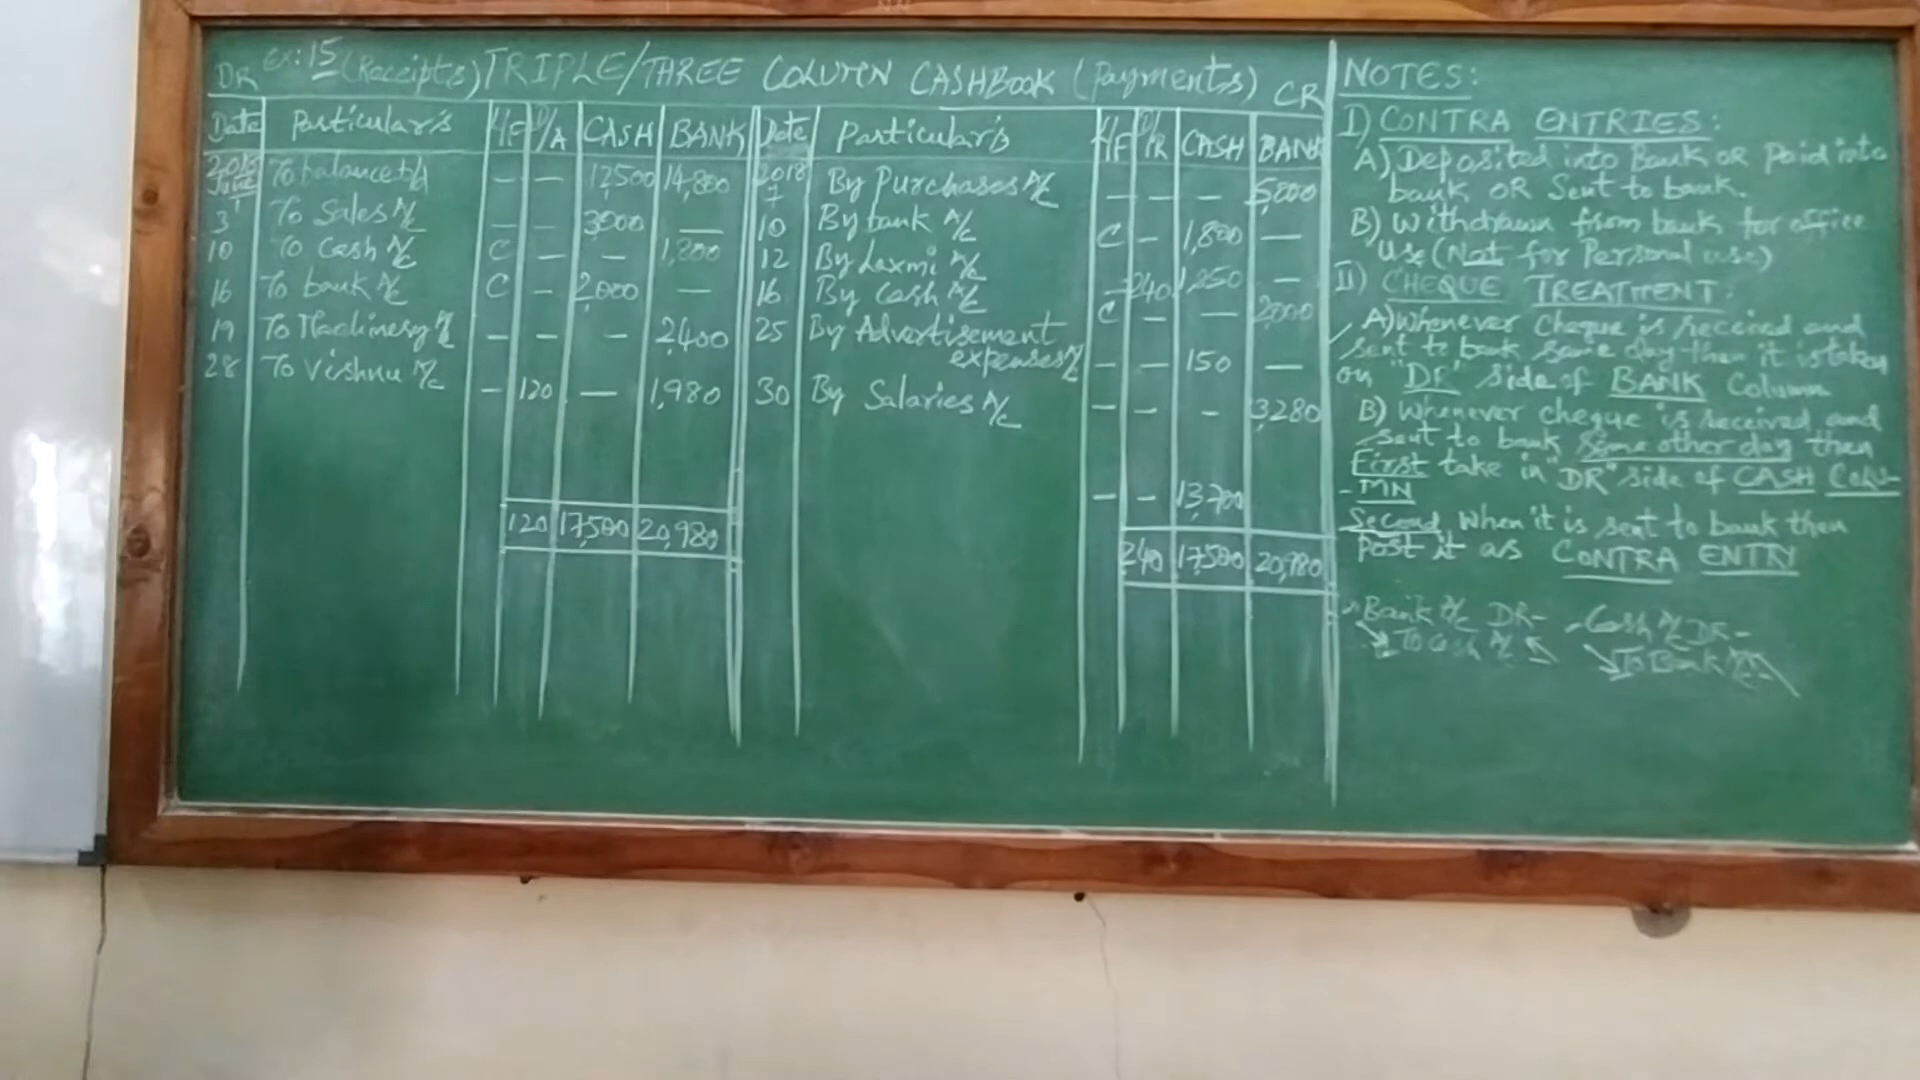 DR ex: 15 (Receipts) TRIPLE/THREE COLUMN CASHBOOK (Payments) CR
Date Particulars L/F D/A CASH BANK Date Particulars L/F D/R CASH BANK
June 1 To balance b/d - - 12,500 14,800 2018 7 By Purchases A/c - - - 5,000
3 To Sales A/c - - 3000 — 10 By bank A/c C - 1,800 —
10 To Cash A/c C - - 1,800 12 By Laxmi A/c - 240 1,850 -
16 To bank A/c C - 2,000 — 16 By Cash A/c C - — 2,000
19 To Machinery A/c - - - 2,400 25 By Advertisement expenses A/c - - 150 —
28 To Vishnu A/c - 120 — 1,980 30 By Salaries A/c - - - 3,280
- - 13,700
120 17,500 20,980 240 17,500 20,980
NOTES:
I) CONTRA ENTRIES:
A) Deposited into Bank OR Paid into
bank OR Sent to bank.
B) Withdrawn from bank for office
Use (Not for Personal use)
II) CHEQUE TREATMENT:
A) Whenever cheque is received and
sent to bank same day then it is taken
on "DR" side of BANK Column
B) Whenever cheque is received and
sent to bank some other day then
First take in "DR" side of CASH COLU-
-MN
Second When it is sent to bank then
Post it as CONTRA ENTRY
Bank A/c DR- Cash A/c DR-
To Cash A/c To Bank A/c